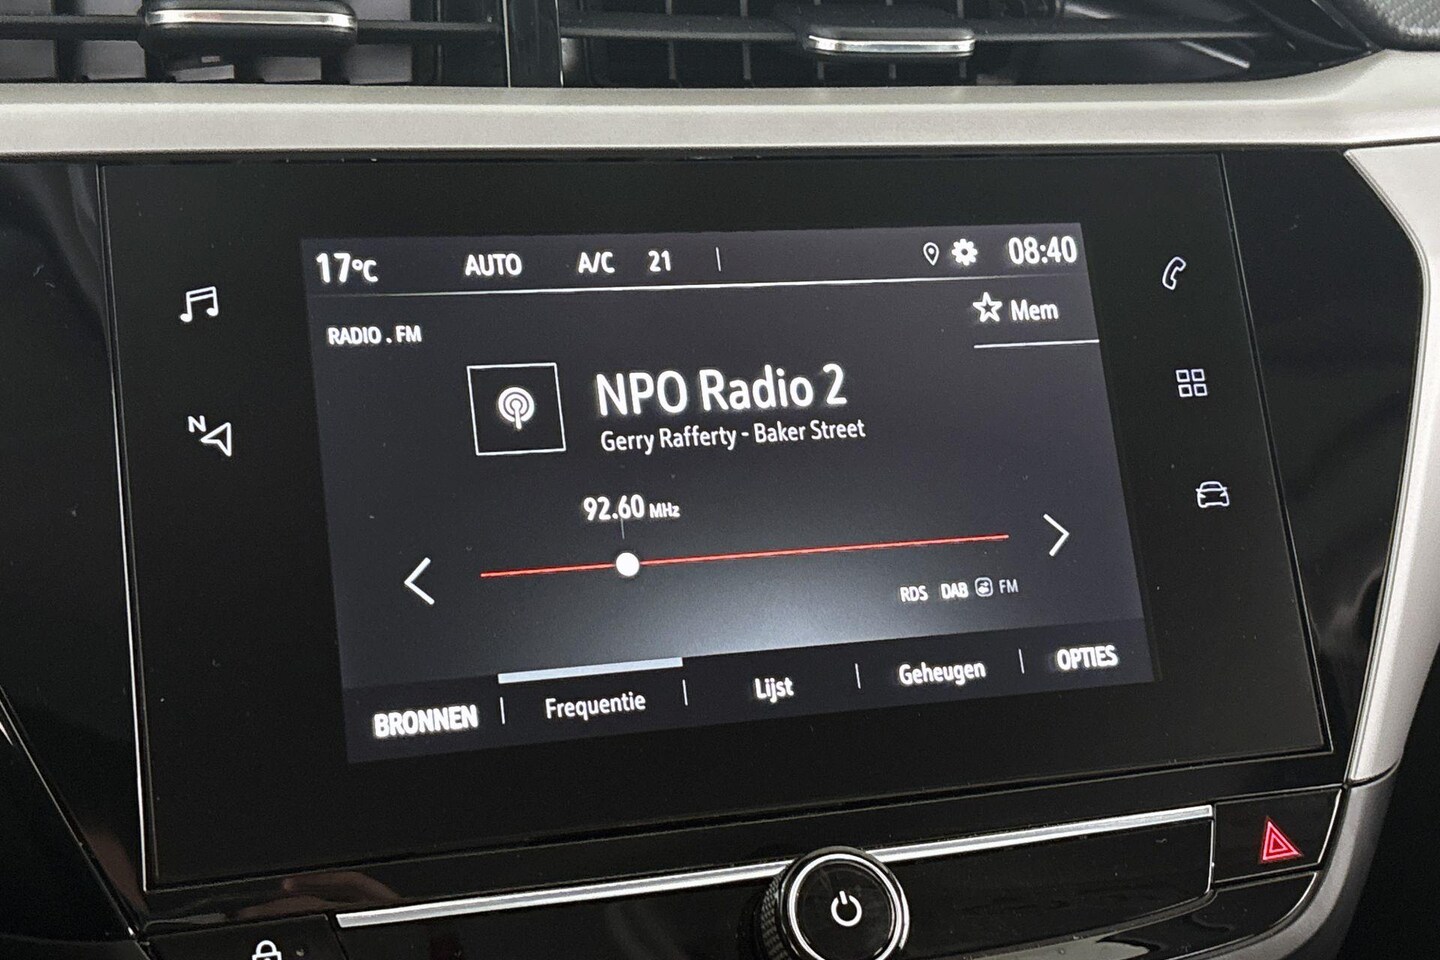 17°C AUTO A/C 21 08:40
Mem
RADIO . FM
NPO Radio 2
Gerry Rafferty - Baker Street
92.60 MHz
RDS DAB FM
BRONNEN Frequentie Lijst Geheugen OPTIES
N